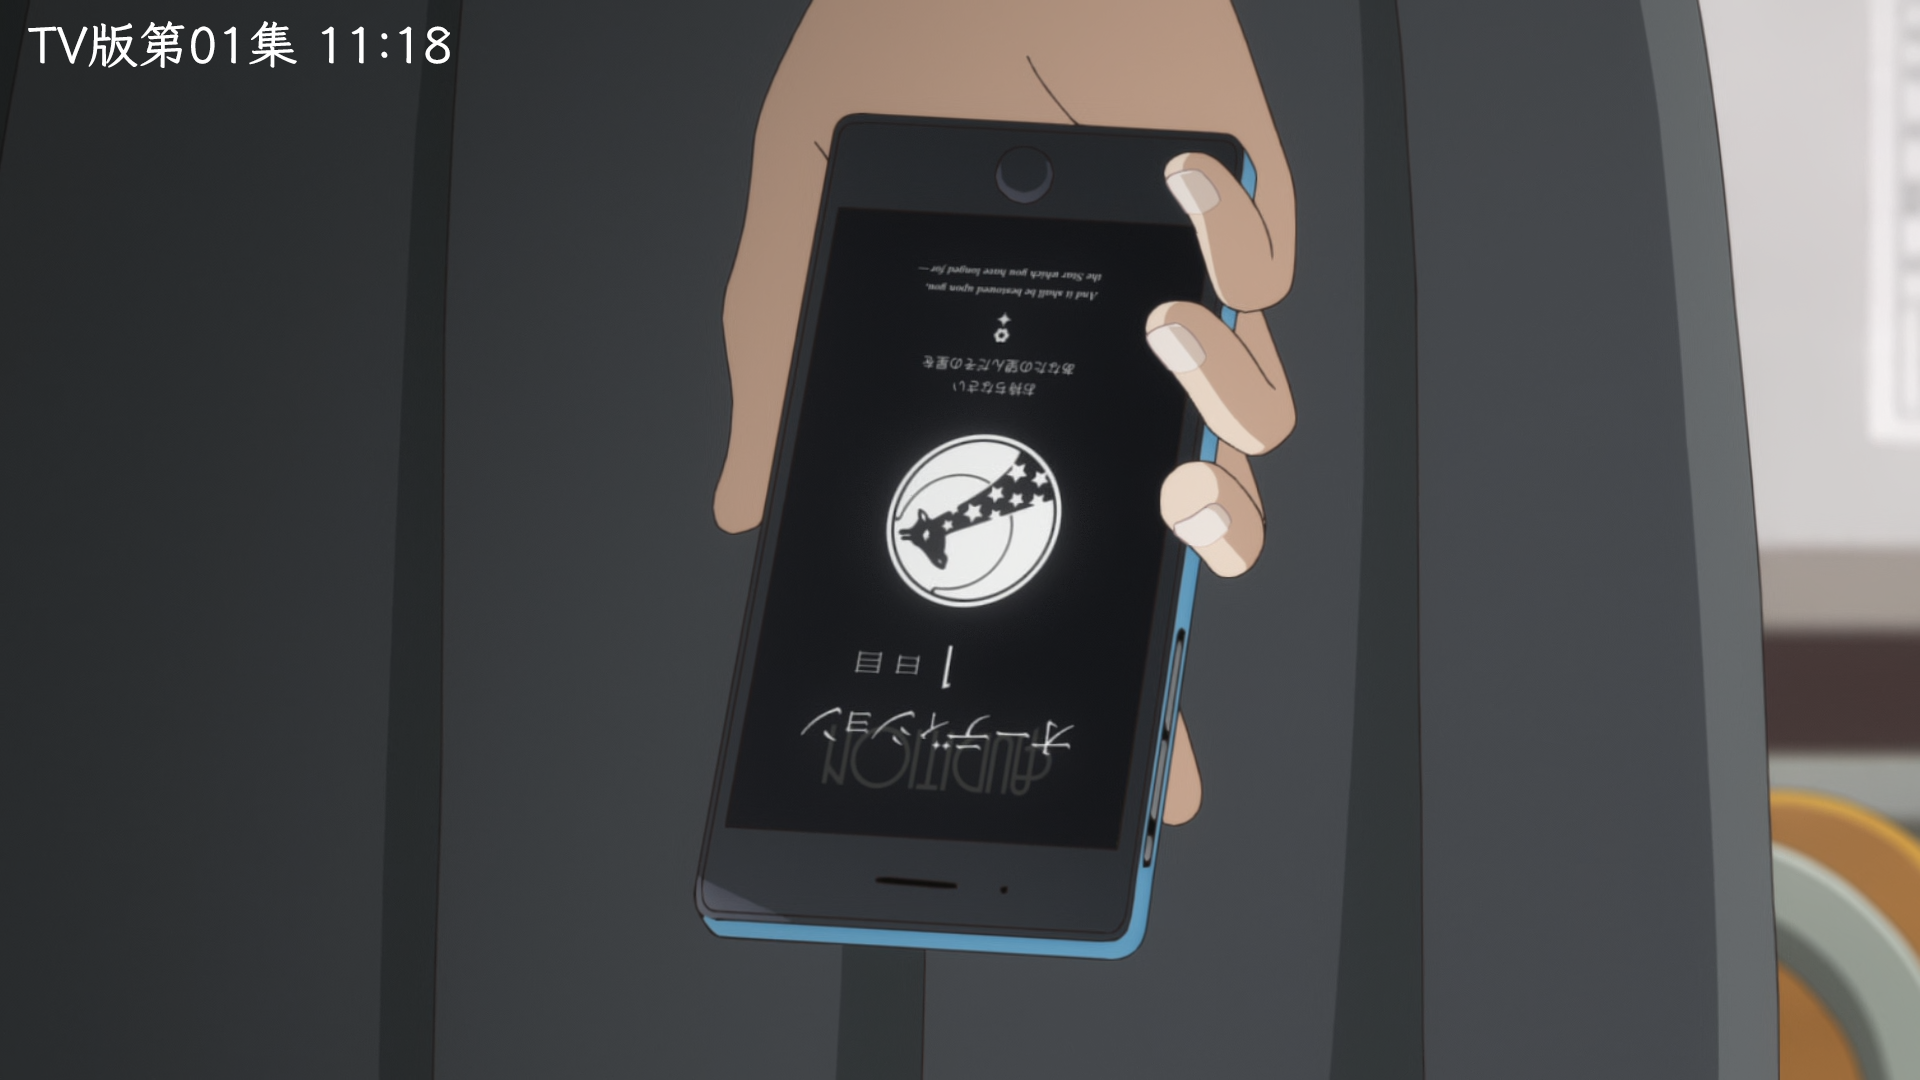 TV版第01集 11:18
AUDITION
オーディション
1日目
お持ちなさい
あなたの望んだその星を
And it shall be bestowed upon you,
the Star which you have longed for—